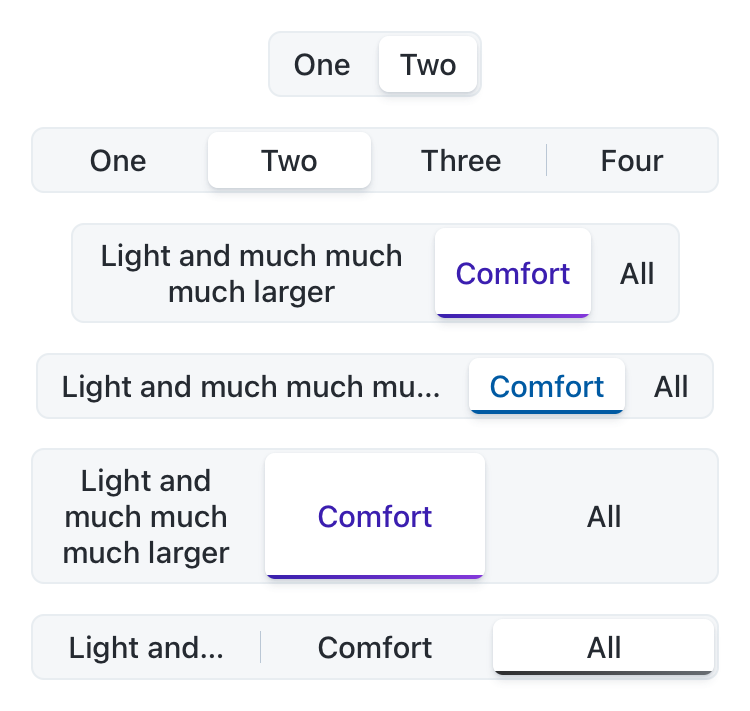 One Two
One Two Three Four
Light and much much
much larger
Comfort All
Light and much much mu... Comfort All
Light and
much much
much larger
Comfort All
Light and... Comfort All